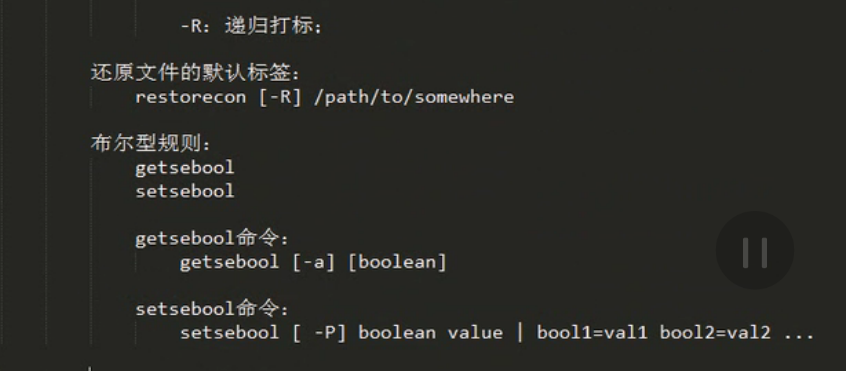 -R：递归打标；
还原文件的默认标签：
restorecon [-R] /path/to/somewhere
布尔型规则：
getsebool
setsebool
getsebool命令：
getsebool [-a] [boolean]
setsebool命令：
setsebool [ -P] boolean value | bool1=val1 bool2=val2 ...